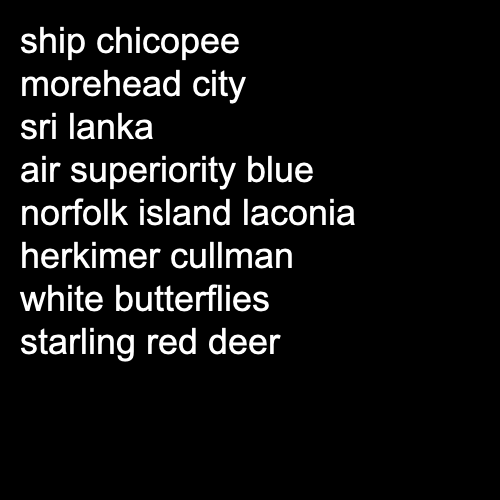 ship chicopee
morehead city
sri lanka
air superiority blue
norfolk island laconia
herkimer cullman
white butterflies
starling red deer